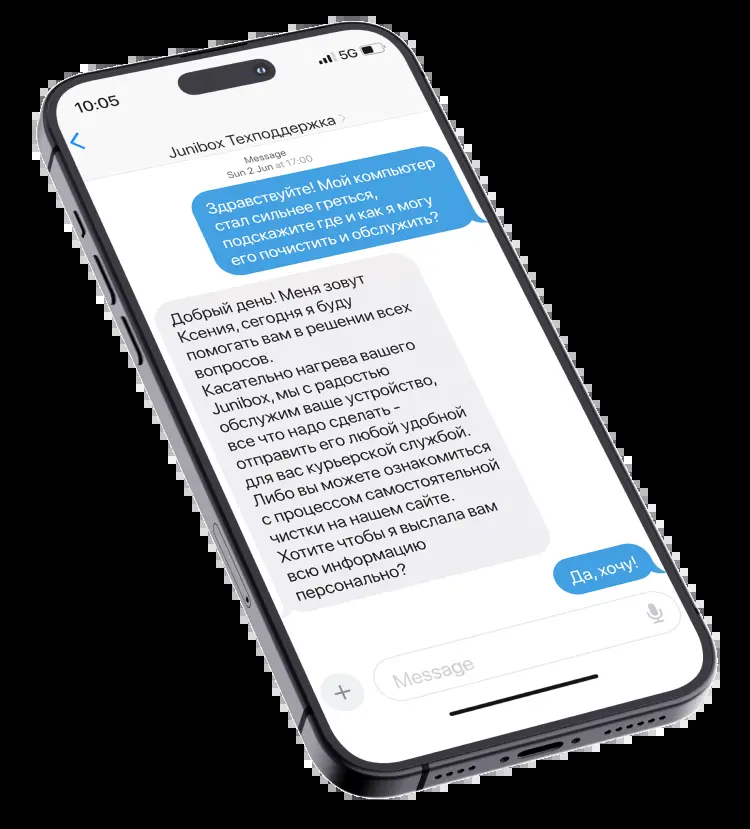 10:05
5G
Junibox Техподдержка
Message
Sun 2 Jun at 17:00
Здравствуйте! Мой компьютер
стал сильнее греться,
подскажите где и как я могу
его почистить и обслужить?
Добрый день! Меня зовут
Ксения, сегодня я буду
помогать вам в решении всех
вопросов.
Касательно нагрева вашего
Junibox, мы с радостью
обслужим ваше устройство,
все что надо сделать -
отправить его любой удобной
для вас курьерской службой.
Либо вы можете ознакомиться
с процессом самостоятельной
чистки на нашем сайте.
Хотите чтобы я выслала вам
всю информацию
персонально?
Да, хочу!
Message